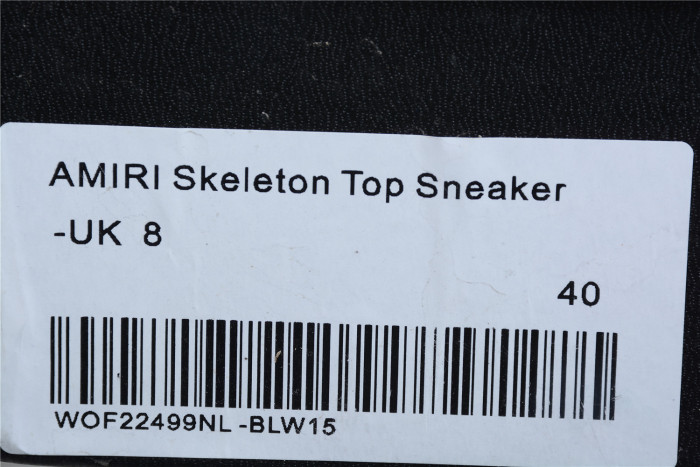 AMIRI Skeleton Top Sneaker
-UK 8
40
WOF22499NL-BLW15